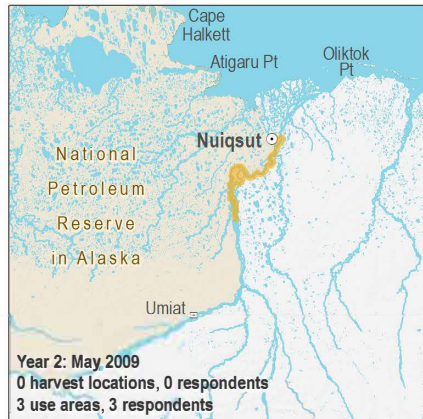 Cape
Halkett
Atigaru Pt
Oliktok
Pt
Nuiqsut
National
Petroleum
Reserve
in Alaska
Umiat
Year 2: May 2009
0 harvest locations, 0 respondents
3 use areas, 3 respondents